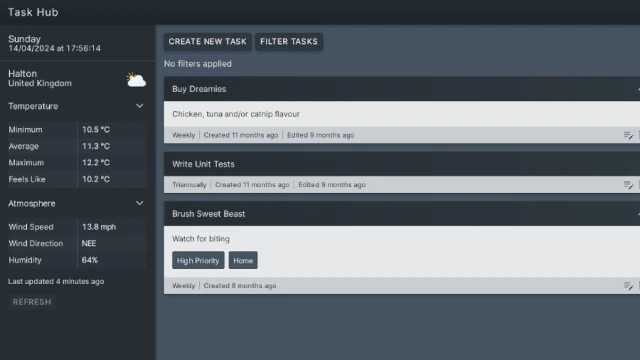 Task Hub
Sunday
14/04/2024 at 17:56:14
Halton
United Kingdom
Temperature
Minimum 10.5 °C
Average 11.3 °C
Maximum 12.2 °C
Feels Like 10.2 °C
Atmosphere
Wind Speed 13.8 mph
Wind Direction NEE
Humidity 64%
Last updated 4 minutes ago
REFRESH
CREATE NEW TASK FILTER TASKS
No filters applied
Buy Dreamies
Chicken, tuna and/or catnip flavour
Weekly | Created 11 months ago | Edited 9 months ago
Write Unit Tests
Triannually | Created 11 months ago | Edited 9 months ago
Brush Sweet Beast
Watch for biting
High Priority Home
Weekly | Created 8 months ago